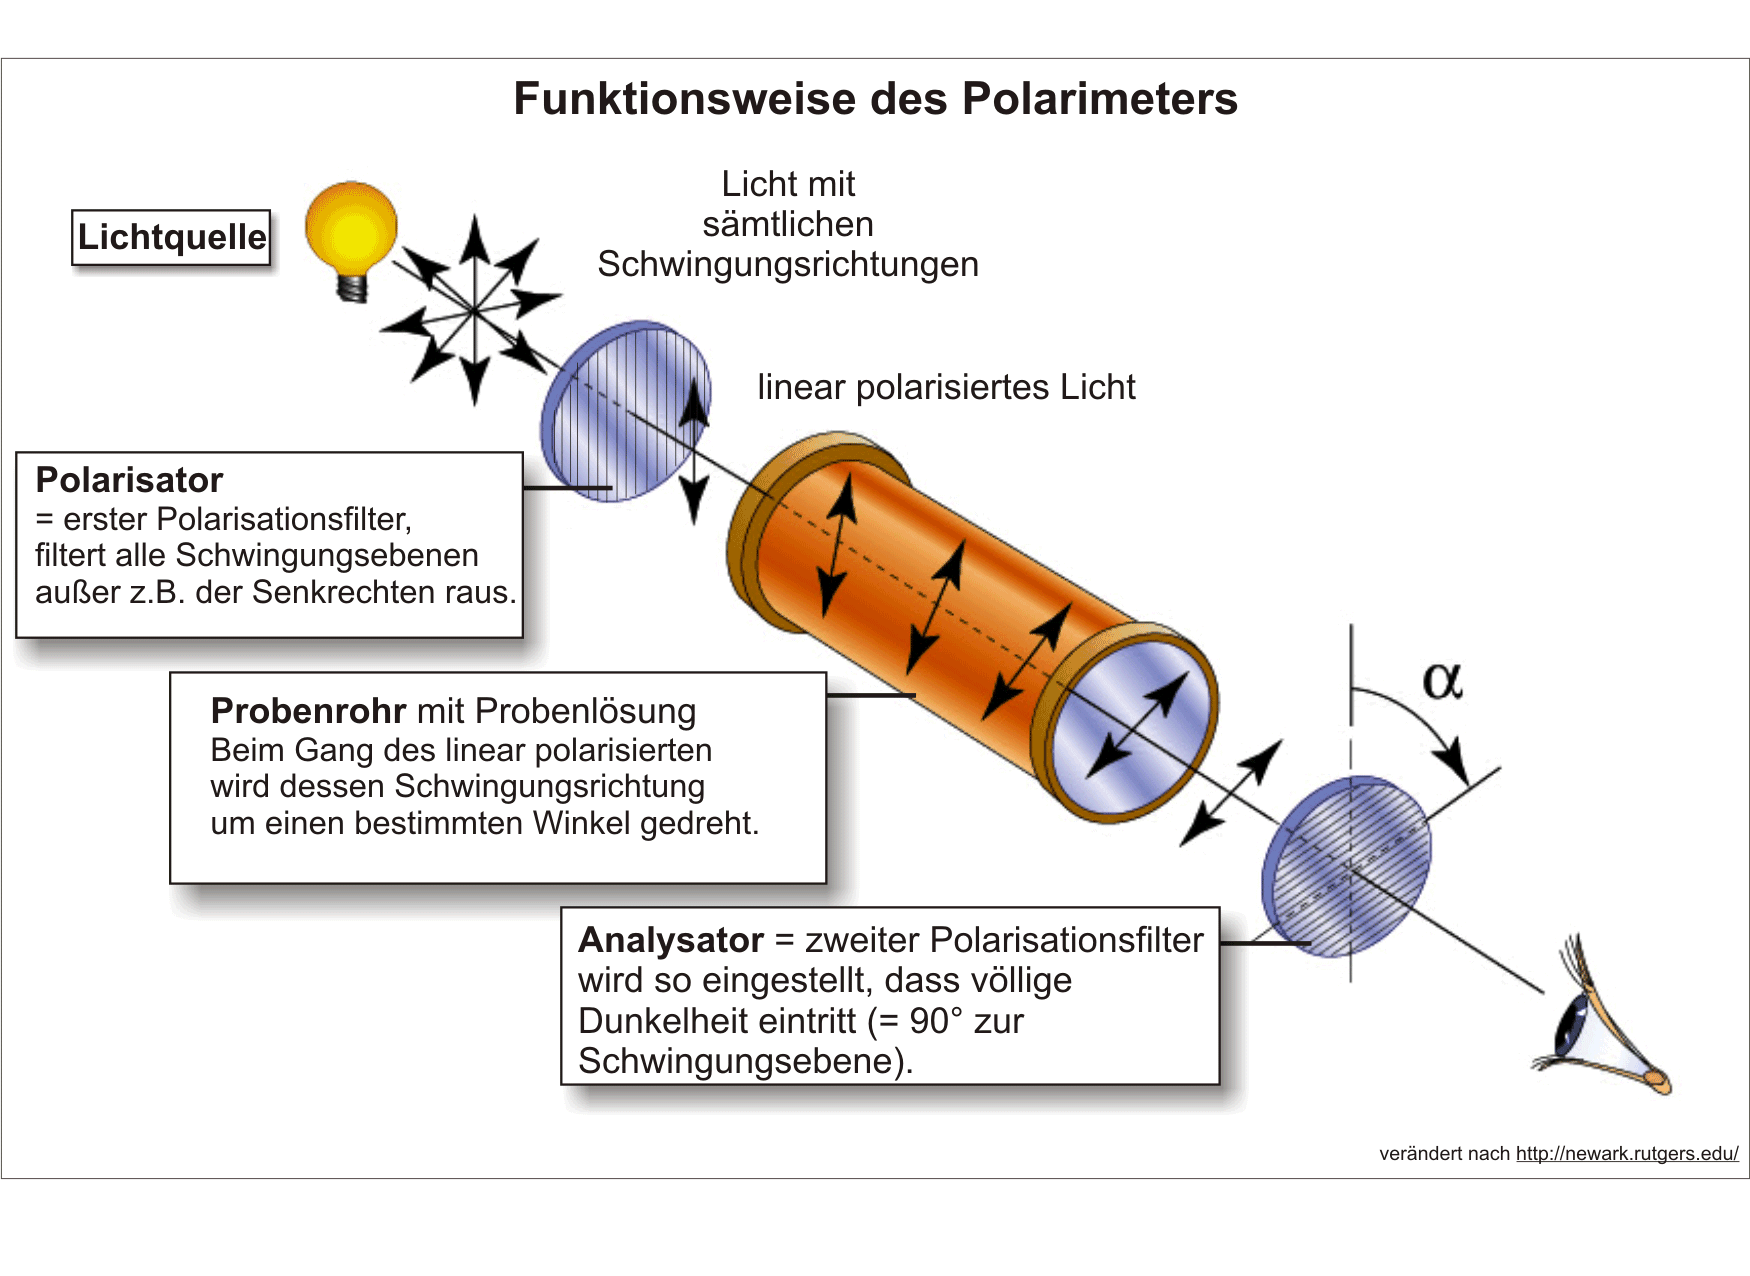 Funktionsweise des Polarimeters
Lichtquelle
Licht mit
sämtlichen
Schwingungsrichtungen
linear polarisiertes Licht
Polarisator
= erster Polarisationsfilter,
filtert alle Schwingungsebenen
außer z.B. der Senkrechten raus.
Probenrohr mit Probenlösung
Beim Gang des linear polarisierten
wird dessen Schwingungsrichtung
um einen bestimmten Winkel gedreht.
α
Analysator = zweiter Polarisationsfilter
wird so eingestellt, dass völlige
Dunkelheit eintritt (= 90° zur
Schwingungsebene).
verändert nach http://newark.rutgers.edu/